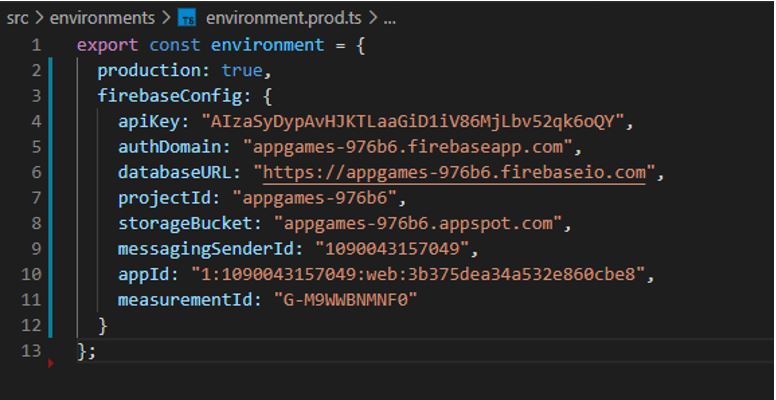 src > environments > TS environment.prod.ts > ...
1 export const environment = {
2 production: true,
3 firebaseConfig: {
4 apiKey: "AIzaSyDypAvHJKTLaaGiD1iV86MjLbv52qk6oQY",
5 authDomain: "appgames-976b6.firebaseapp.com",
6 databaseURL: "https://appgames-976b6.firebaseio.com",
7 projectId: "appgames-976b6",
8 storageBucket: "appgames-976b6.appspot.com",
9 messagingSenderId: "1090043157049",
10 appId: "1:1090043157049:web:3b375dea34a532e860cbe8",
11 measurementId: "G-M9WWBNMNF0"
12 }
13 };